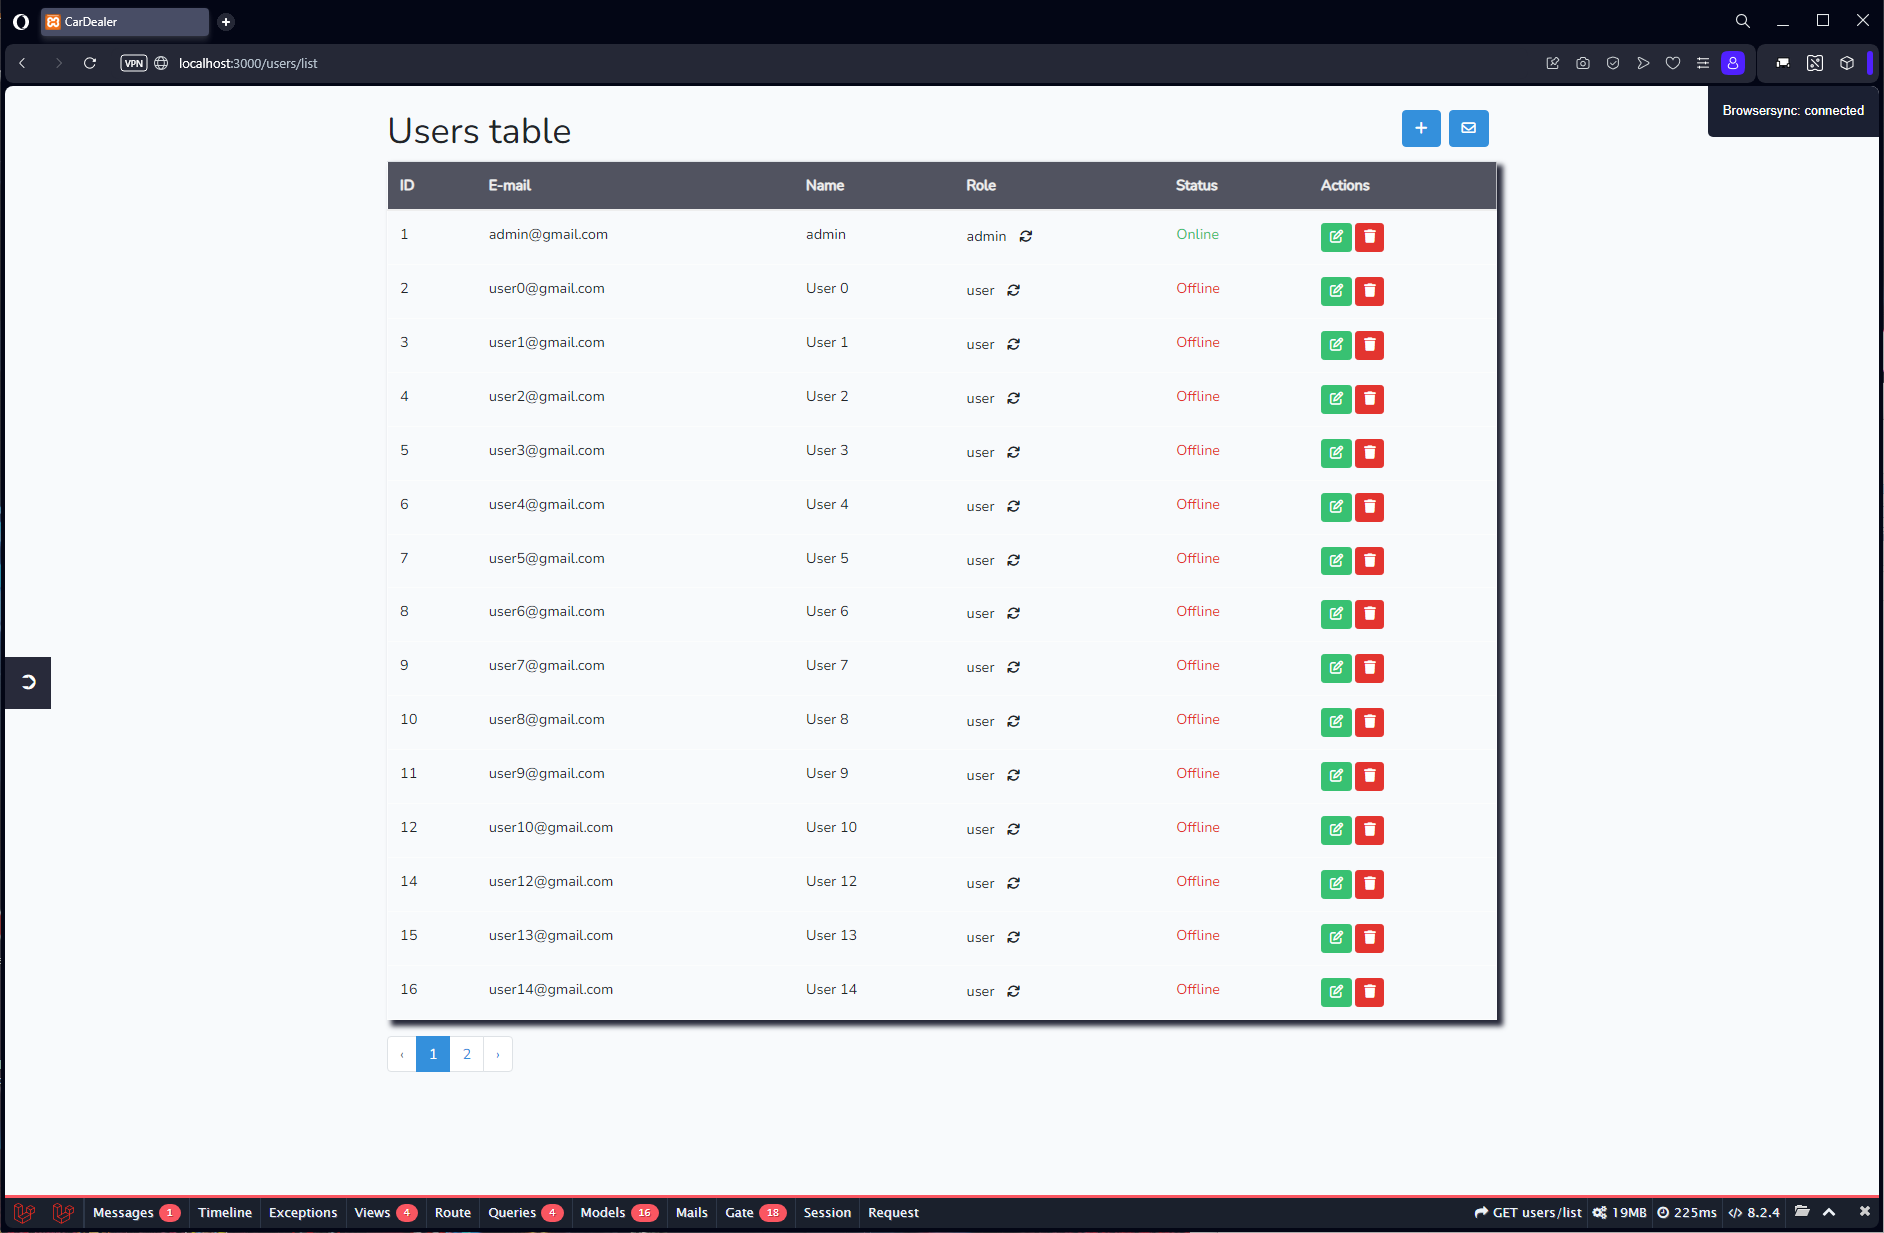 CarDealer
VPN localhost:3000/users/list
Browsersync: connected
Users table
ID E-mail Name Role Status Actions
1 admin@gmail.com admin admin Online
2 user0@gmail.com User 0 user Offline
3 user1@gmail.com User 1 user Offline
4 user2@gmail.com User 2 user Offline
5 user3@gmail.com User 3 user Offline
6 user4@gmail.com User 4 user Offline
7 user5@gmail.com User 5 user Offline
8 user6@gmail.com User 6 user Offline
9 user7@gmail.com User 7 user Offline
10 user8@gmail.com User 8 user Offline
11 user9@gmail.com User 9 user Offline
12 user10@gmail.com User 10 user Offline
14 user12@gmail.com User 12 user Offline
15 user13@gmail.com User 13 user Offline
16 user14@gmail.com User 14 user Offline
‹ 1 2 ›
Messages 1 Timeline Exceptions Views 4 Route Queries 4 Models 16 Mails Gate 18 Session Request GET users/list 19MB 225ms 8.2.4